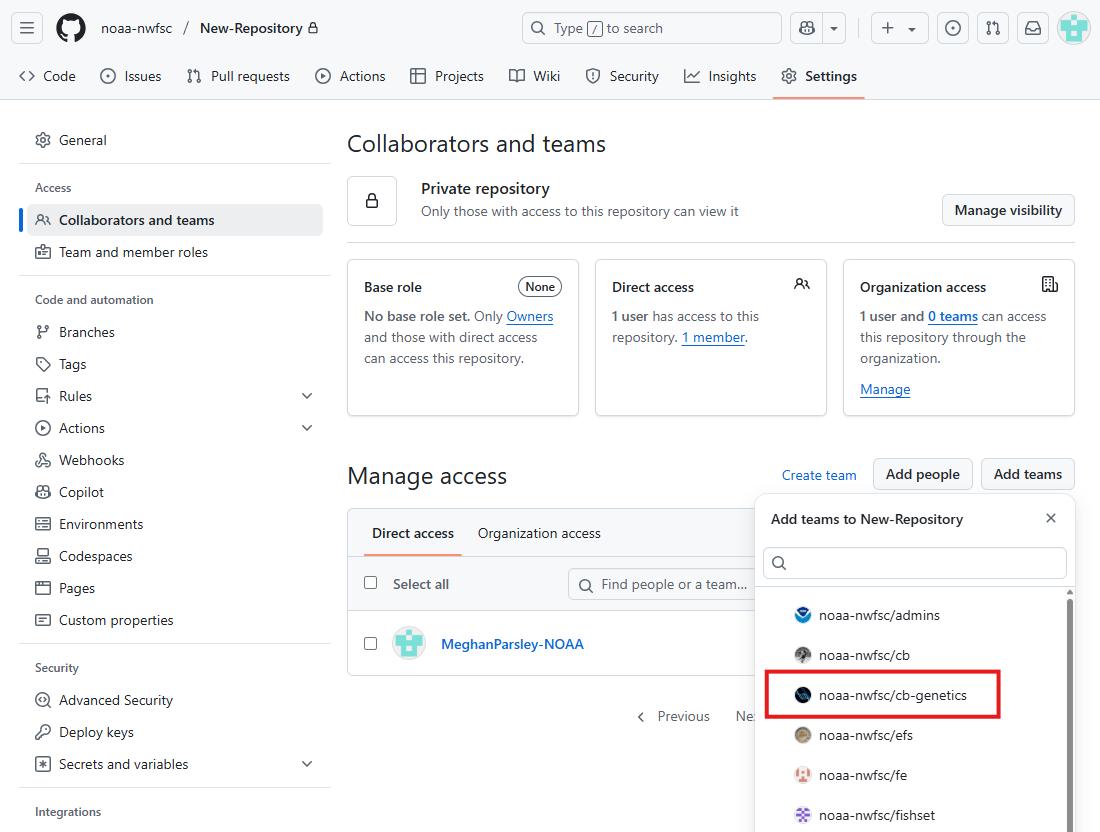 noaa-nwfsc / New-Repository
Type / to search
Code
Issues
Pull requests
Actions
Projects
Wiki
Security
Insights
Settings
General
Access
Collaborators and teams
Team and member roles
Code and automation
Branches
Tags
Rules
Actions
Webhooks
Copilot
Environments
Codespaces
Pages
Custom properties
Security
Advanced Security
Deploy keys
Secrets and variables
Integrations
Collaborators and teams
Private repository
Only those with access to this repository can view it
Manage visibility
Base role
None
No base role set. Only Owners
and those with direct access
can access this repository.
Direct access
1 user has access to this
repository. 1 member.
Organization access
1 user and 0 teams can access
this repository through the
organization.
Manage
Manage access
Create team
Add people
Add teams
Direct access
Organization access
Select all
Find people or a team...
MeghanParsley-NOAA
Previous
Add teams to New-Repository
noaa-nwfsc/admins
noaa-nwfsc/cb
noaa-nwfsc/cb-genetics
noaa-nwfsc/efs
noaa-nwfsc/fe
noaa-nwfsc/fishset